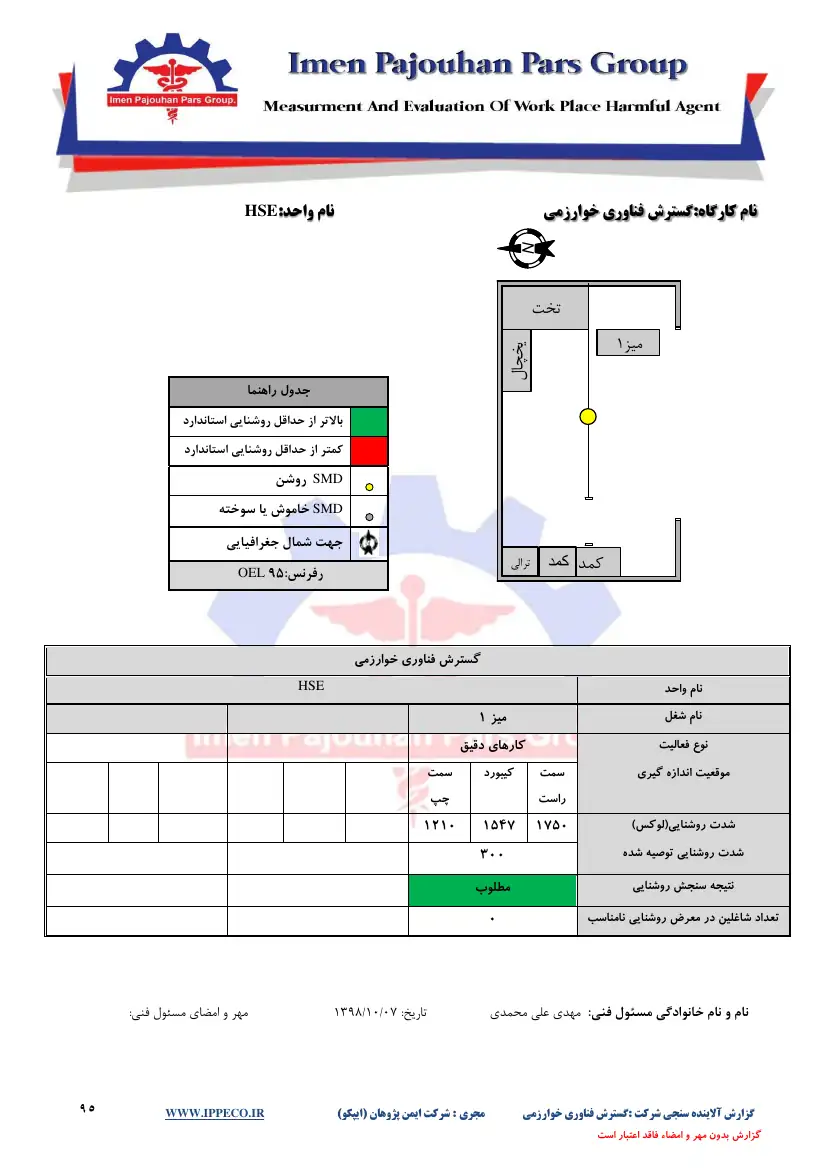 Imen Pajouhan Pars Group
Imen Pajouhan Pars Group.
Measurment And Evaluation Of Work Place Harmful Agent
نام کارگاه:گسترش فناوری خوارزمی
نام واحد:HSE
N
تخت
میز۱
یخچال
ترالی
کمد
کمد
جدول راهنما
بالاتر از حداقل روشنایی استاندارد
کمتر از حداقل روشنایی استاندارد
SMD روشن
SMD خاموش یا سوخته
جهت شمال جغرافیایی
رفرنس:OEL ۹۵
گسترش فناوری خوارزمی
نام واحد HSE
نام شغل میز ۱
نوع فعالیت کارهای دقیق
موقعیت اندازه گیری سمت راست کیبورد سمت چپ
شدت روشنایی(لوکس) ۱۷۵۰ ۱۵۴۷ ۱۲۱۰
شدت روشنایی توصیه شده ۳۰۰
نتیجه سنجش روشنایی مطلوب
تعداد شاغلین در معرض روشنایی نامناسب ۰
Imen Pajouhan Pars Group
نام و نام خانوادگی مسئول فنی: مهدی علی محمدی تاریخ: ۱۳۹۸/۱۰/۰۷ مهر و امضای مسئول فنی:
گزارش آلاینده سنجی شرکت :گسترش فناوری خوارزمی مجری : شرکت ایمن پژوهان (ایپکو) WWW.IPPECO.IR ۹۵
گزارش بدون مهر و امضاء فاقد اعتبار است